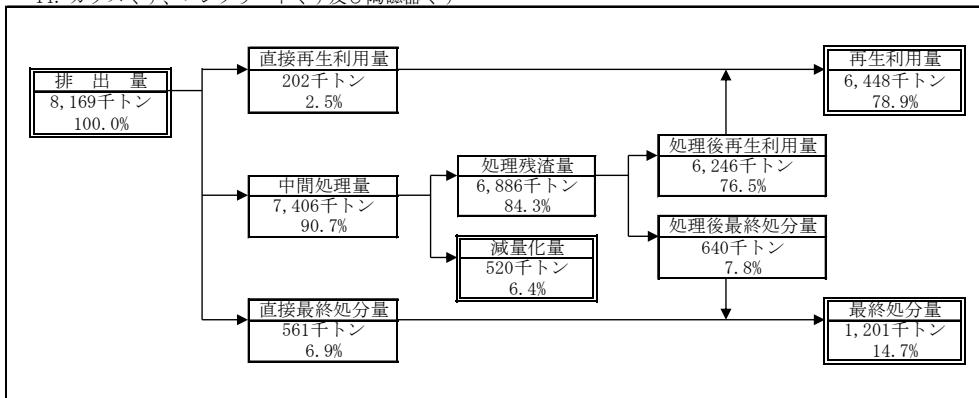 排 出 量
8,169千トン
100.0%
直接再生利用量
202千トン
2.5%
再生利用量
6,448千トン
78.9%
中間処理量
7,406千トン
90.7%
処理残渣量
6,886千トン
84.3%
処理後再生利用量
6,246千トン
76.5%
減量化量
520千トン
6.4%
処理後最終処分量
640千トン
7.8%
直接最終処分量
561千トン
6.9%
最終処分量
1,201千トン
14.7%